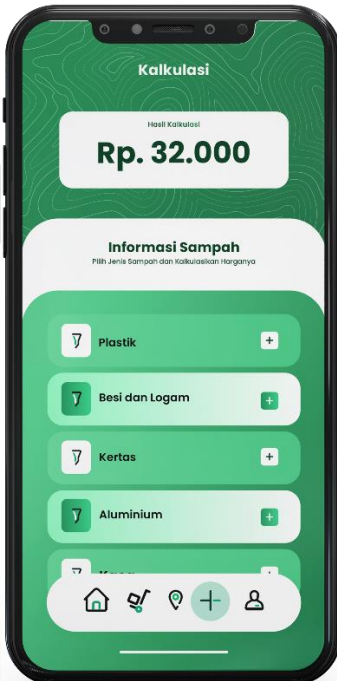 Kalkulasi
Hasil Kalkulasi
Rp. 32.000
Informasi Sampah
Pilih Jenis Sampah dan Kalkulasikan Harganya
Plastik
Besi dan Logam
Kertas
Aluminium